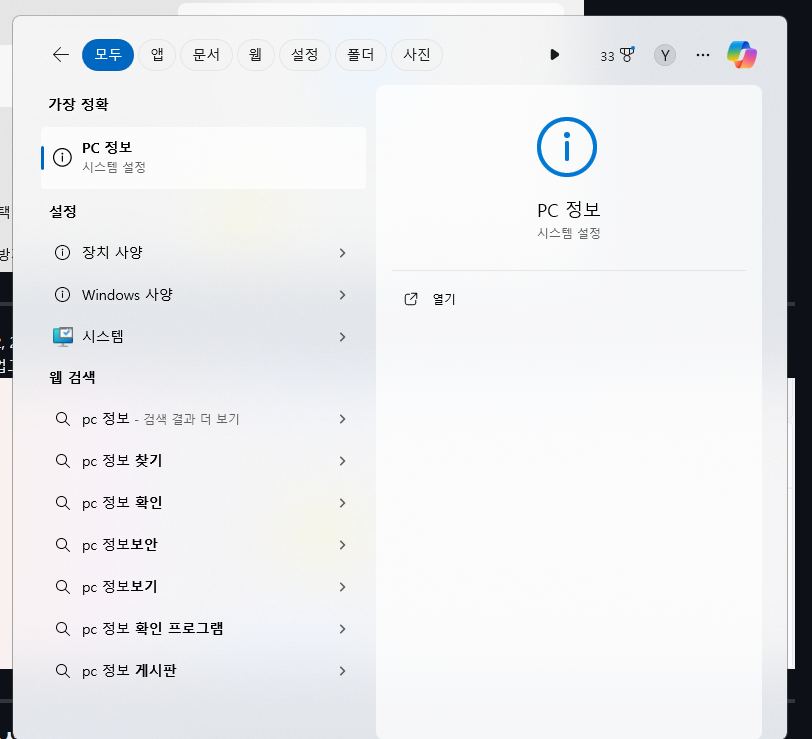 모두 앱 문서 웹 설정 폴더 사진 33 Y ...
가장 정확
PC 정보
시스템 설정
설정
장치 사양
Windows 사양
시스템
웹 검색
pc 정보 - 검색 결과 더 보기
pc 정보 찾기
pc 정보 확인
pc 정보보안
pc 정보보기
pc 정보 확인 프로그램
pc 정보 게시판
PC 정보
시스템 설정
열기
택
방